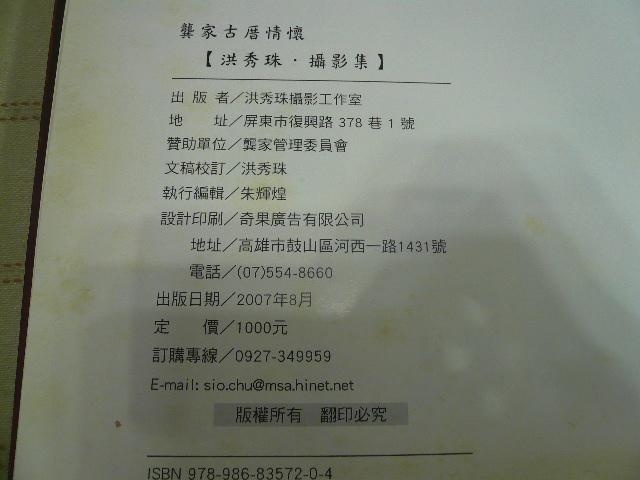 龔家古厝情懷
【洪秀珠·攝影集】
出 版 者／洪秀珠攝影工作室
地　　址／屏東市復興路 378 巷 1 號
贊助單位／龔家管理委員會
文稿校訂／洪秀珠
執行編輯／朱輝煌
設計印刷／奇果廣告有限公司
地址／高雄市鼓山區河西一路1431號
電話／(07)554-8660
出版日期／2007年8月
定　　價／1000元
訂購專線／0927-349959
E-mail: sio.chu@msa.hinet.net
版權所有　翻印必究
ISBN 978-986-83572-0-4